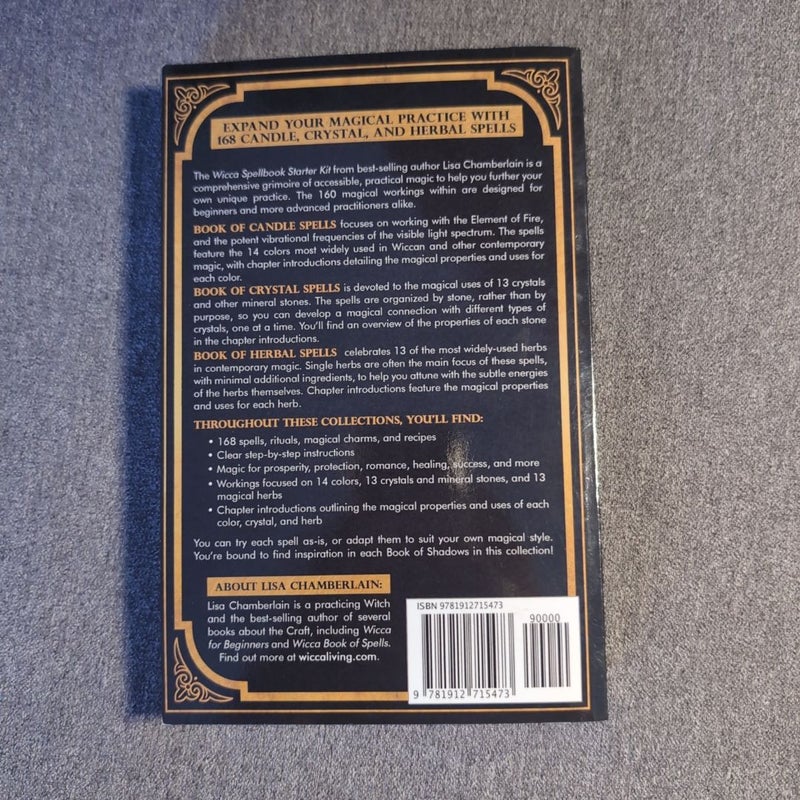 EXPAND YOUR MAGICAL PRACTICE WITH
168 CANDLE, CRYSTAL, AND HERBAL SPELLS
The Wicca Spellbook Starter Kit from best-selling author Lisa Chamberlain is a
comprehensive grimoire of accessible, practical magic to help you further your
own unique practice. The 160 magical workings within are designed for
beginners and more advanced practitioners alike.
BOOK OF CANDLE SPELLS focuses on working with the Element of Fire,
and the potent vibrational frequencies of the visible light spectrum. The spells
feature the 14 colors most widely used in Wiccan and other contemporary
magic, with chapter introductions detailing the magical properties and uses for
each color.
BOOK OF CRYSTAL SPELLS is devoted to the magical uses of 13 crystals
and other mineral stones. The spells are organized by stone, rather than by
purpose, so you can develop a magical connection with different types of
crystals, one at a time. You'll find an overview of the properties of each stone
in the chapter introductions.
BOOK OF HERBAL SPELLS celebrates 13 of the most widely-used herbs
in contemporary magic. Single herbs are often the main focus of these spells,
with minimal additional ingredients, to help you attune with the subtle energies
of the herbs themselves. Chapter introductions feature the magical properties
and uses for each herb.
THROUGHOUT THESE COLLECTIONS, YOU'LL FIND:
• 168 spells, rituals, magical charms, and recipes
• Clear step-by-step instructions
• Magic for prosperity, protection, romance, healing, success, and more
• Workings focused on 14 colors, 13 crystals and mineral stones, and 13
magical herbs
• Chapter introductions outlining the magical properties and uses of each
color, crystal, and herb
You can try each spell as-is, or adapt them to suit your own magical style.
You're bound to find inspiration in each Book of Shadows in this collection!
ABOUT LISA CHAMBERLAIN:
Lisa Chamberlain is a practicing Witch
and the best-selling author of several
books about the Craft, including Wicca
for Beginners and Wicca Book of Spells.
Find out more at wiccaliving.com.
ISBN 9781912715473
90000
9 781912 715473